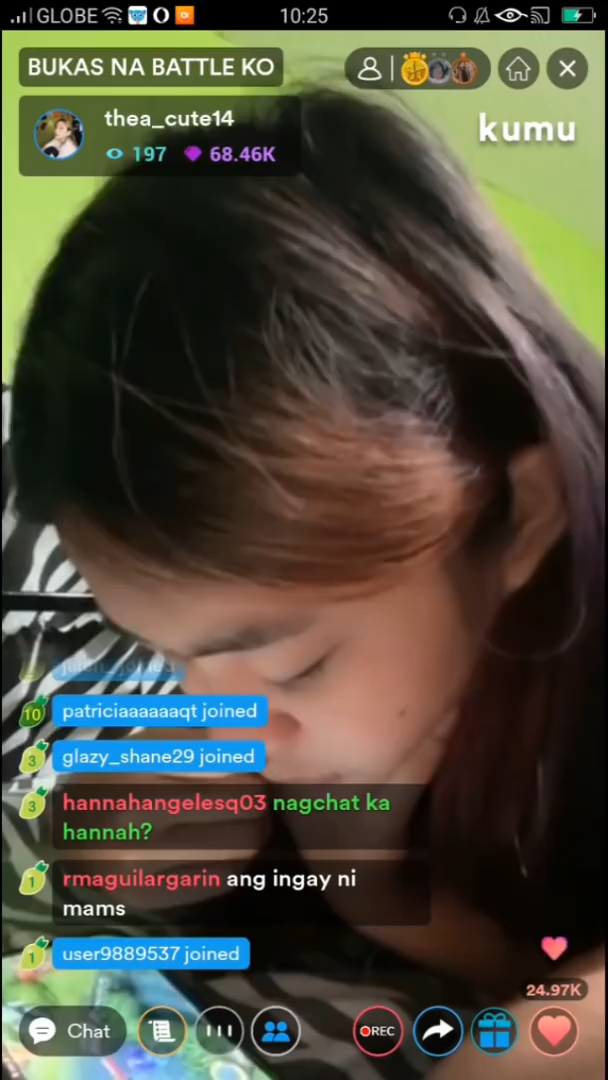 GLOBE 10:25
BUKAS NA BATTLE KO
thea_cute14
197 68.46K
kumu
10 patriciaaaaaaqt joined
3 glazy_shane29 joined
3 hannahangelesq03 nagchat ka
hannah?
1 rmaguilargarin ang ingay ni
mams
1 user9889537 joined
24.97K
Chat REC